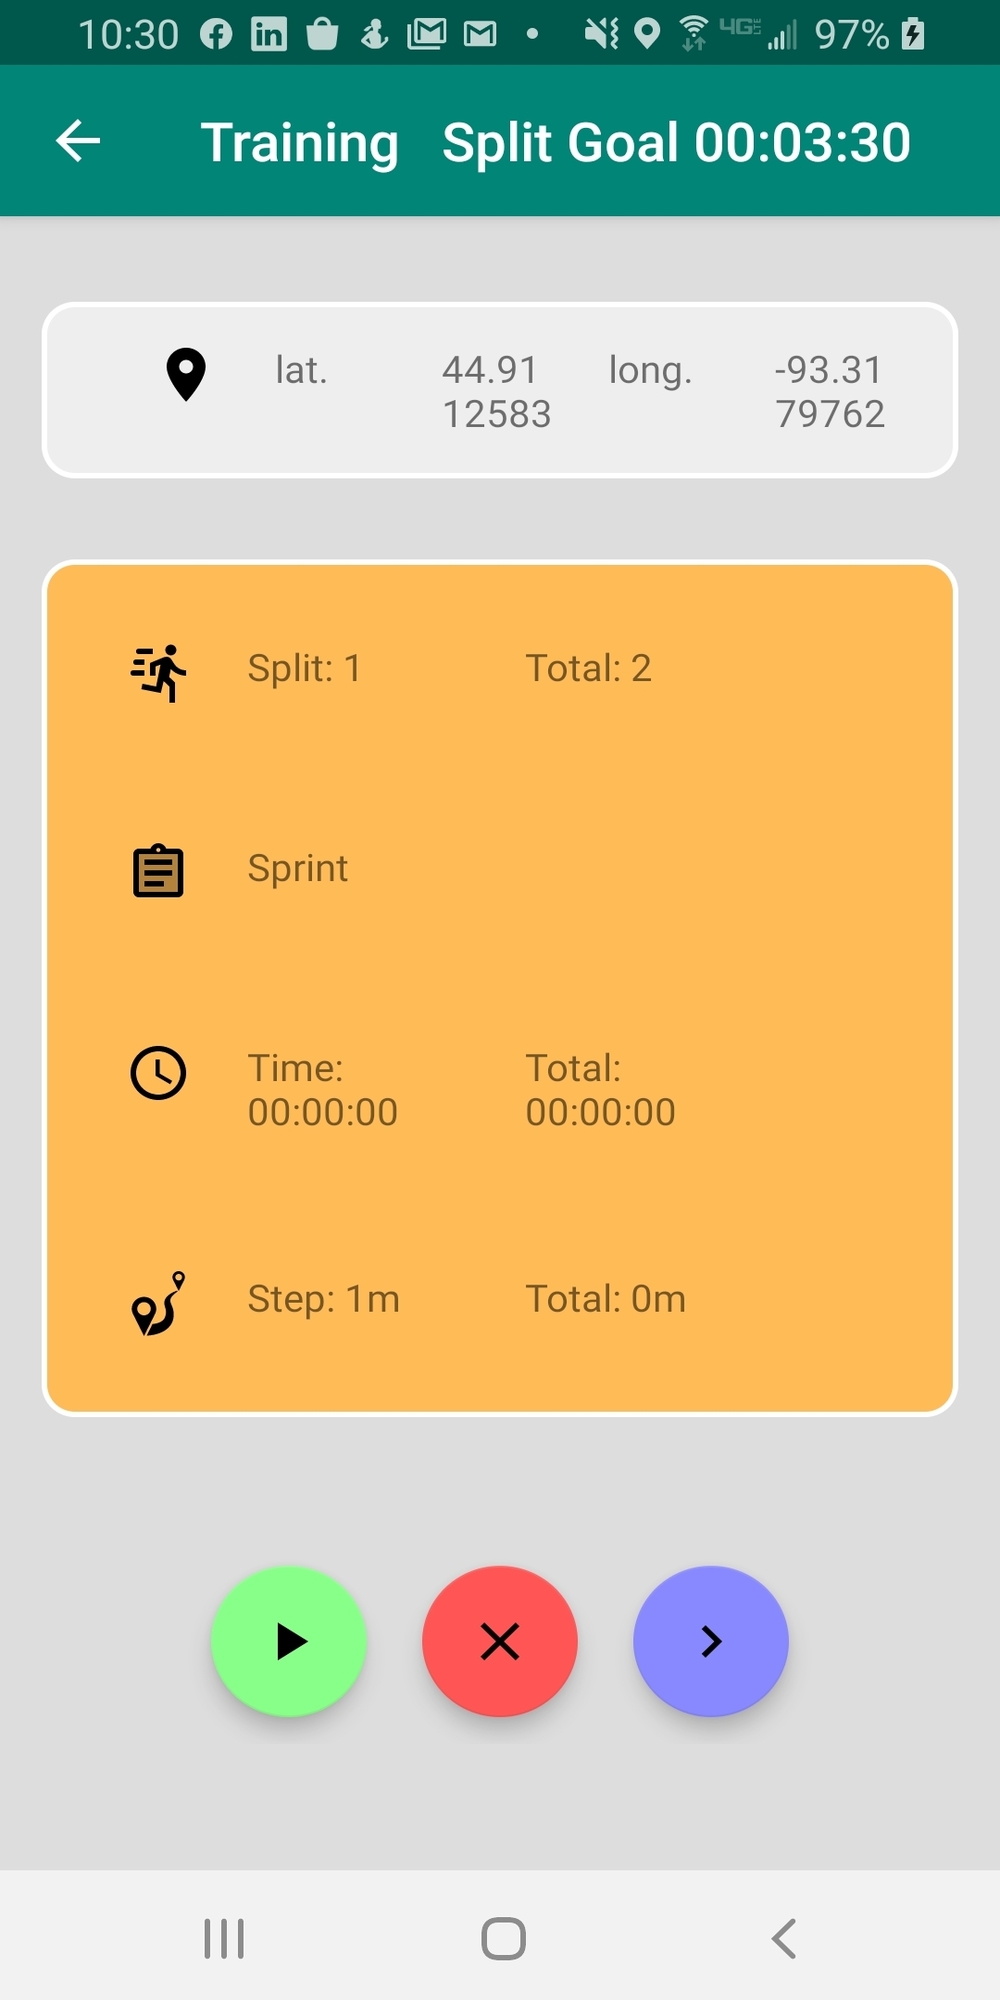 10:30 4GE 97%
Training Split Goal 00:03:30
lat. 44.91 long. -93.31
12583 79762
Split: 1 Total: 2
Sprint
Time: Total:
00:00:00 00:00:00
Step: 1m Total: 0m